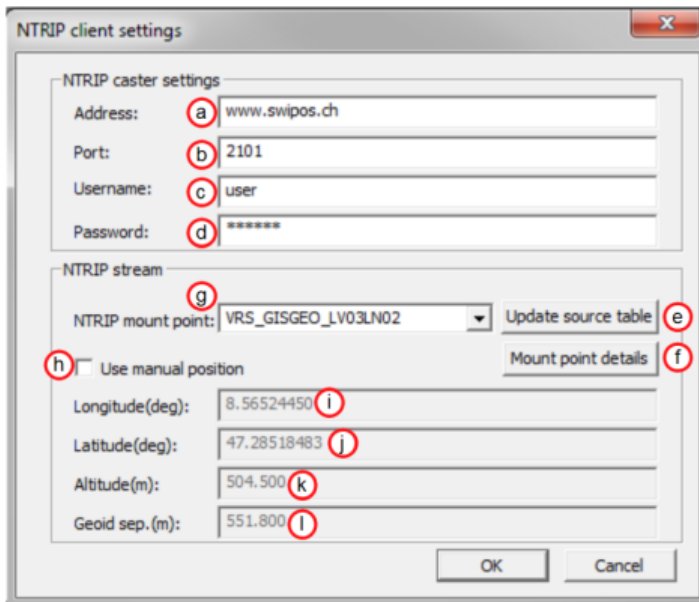 NTRIP client settings
NTRIP caster settings
Address: a www.swipos.ch
Port: b 2101
Username: c user
Password: d ******
NTRIP stream
g
NTRIP mount point: VRS_GISGEO_LV03LN02 Update source table e
h Use manual position Mount point details f
Longitude(deg): 8.56524450 i
Latitude(deg): 47.28518483 j
Altitude(m): 504.500 k
Geoid sep.(m): 551.800 l
OK Cancel